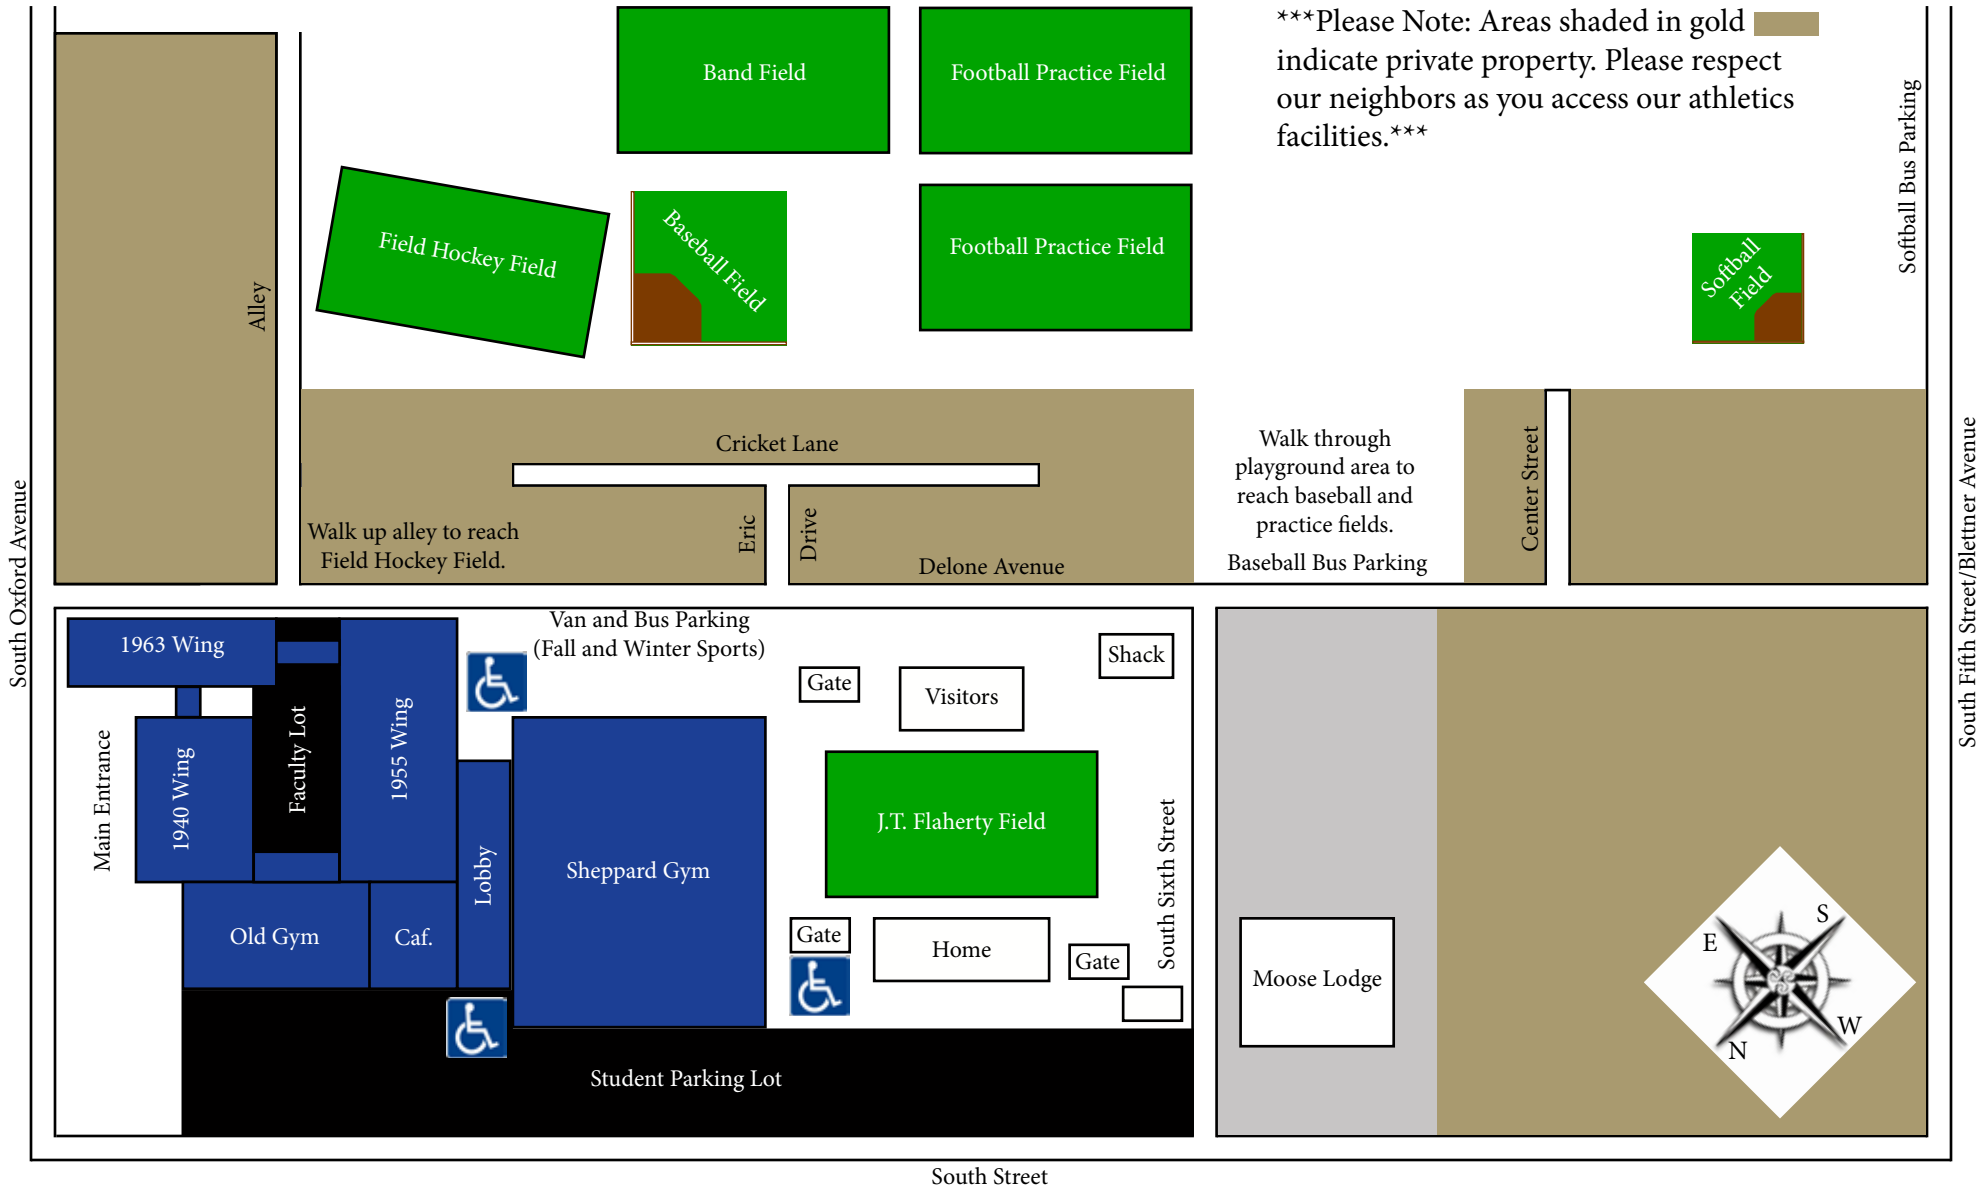 ***Please Note: Areas shaded in gold
indicate private property. Please respect
our neighbors as you access our athletics
facilities.***
Band Field
Football Practice Field
Softball Bus Parking
Field Hockey Field
Baseball Field
Football Practice Field
Softball
Field
Alley
Cricket Lane
Walk through
playground area to
reach baseball and
practice fields.
Baseball Bus Parking
Center Street
Walk up alley to reach
Field Hockey Field.
Eric
Drive
Delone Avenue
South Oxford Avenue
South Fifth Street/Blettner Avenue
Van and Bus Parking
(Fall and Winter Sports)
1963 Wing
Shack
Gate
Visitors
Main Entrance
1940 Wing
Faculty Lot
1955 Wing
Lobby
Sheppard Gym
J.T. Flaherty Field
South Sixth Street
Old Gym
Caf.
Gate
Home
Gate
Moose Lodge
E
S
N
W
Student Parking Lot
South Street